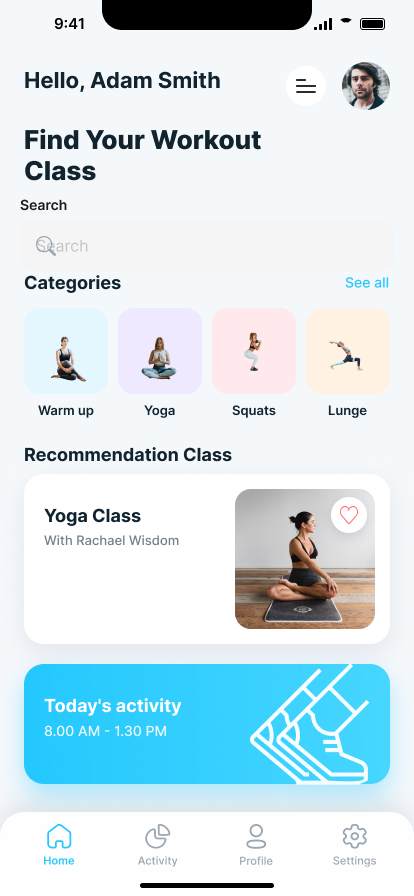 9:41
Hello, Adam Smith
Find Your Workout
Class
Search
Search
Categories
See all
Warm up
Yoga
Squats
Lunge
Recommendation Class
Yoga Class
With Rachael Wisdom
Today's activity
8.00 AM - 1.30 PM
Home
Activity
Profile
Settings